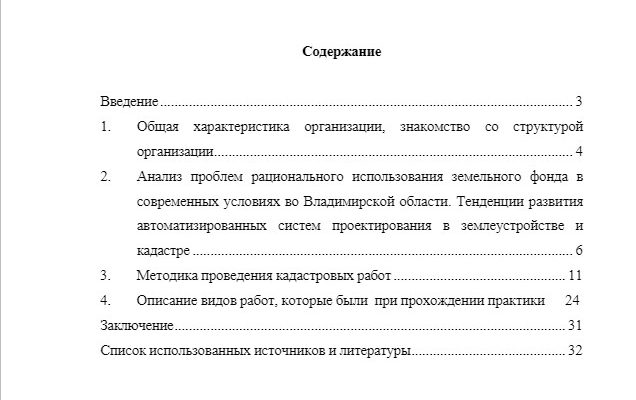 Содержание
Введение........................................................................................................ 3
1. Общая характеристика организации, знакомство со структурой
организации.................................................................................................. 4
2. Анализ проблем рационального использования земельного фонда в
современных условиях во Владимирской области. Тенденции развития
автоматизированных систем проектирования в землеустройстве и
кадастре ........................................................................................................ 6
3. Методика проведения кадастровых работ ............................................ 11
4. Описание видов работ, которые были  при прохождении практики 24
Заключение................................................................................................... 31
Список использованных источников и литературы....................................... 32